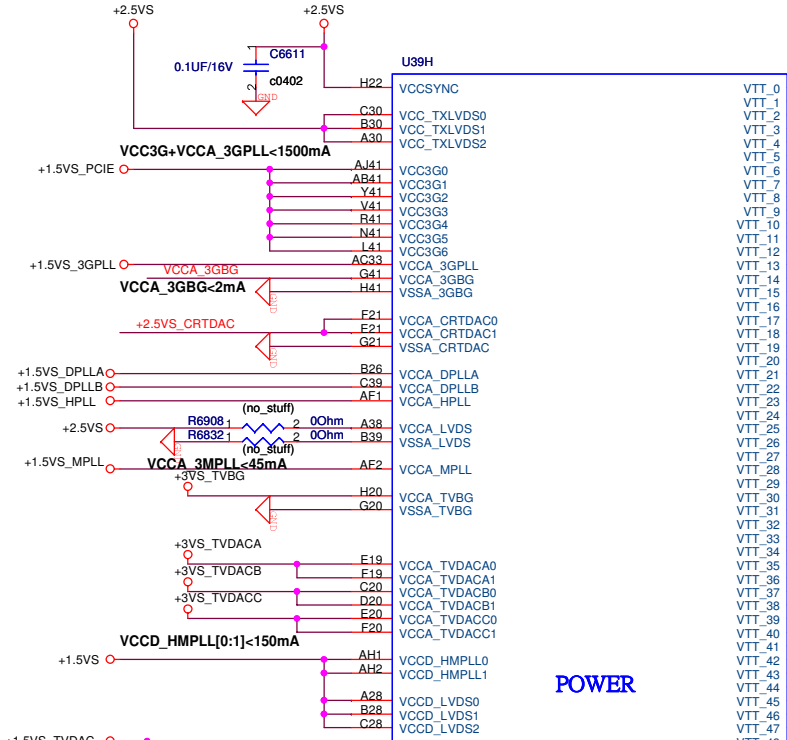 +2.5VS +2.5VS
1 C6611 U39H
0.1UF/16V
2 c0402
GND
H22 VCCSYNC VTT_0
VTT_1
C30 VCC_TXLVDS0 VTT_2
B30 VCC_TXLVDS1 VTT_3
A30 VCC_TXLVDS2 VTT_4
VCC3G+VCCA_3GPLL<1500mA VTT_5
+1.5VS_PCIE AJ41 VCC3G0 VTT_6
AB41 VCC3G1 VTT_7
Y41 VCC3G2 VTT_8
V41 VCC3G3 VTT_9
R41 VCC3G4 VTT_10
N41 VCC3G5 VTT_11
L41 VCC3G6 VTT_12
+1.5VS_3GPLL AC33 VCCA_3GPLL VTT_13
VCCA_3GBG G41 VCCA_3GBG VTT_14
VCCA_3GBG<2mA H41 VSSA_3GBG VTT_15
GND VTT_16
+2.5VS_CRTDAC F21 VCCA_CRTDAC0 VTT_17
E21 VCCA_CRTDAC1 VTT_18
G21 VSSA_CRTDAC VTT_19
GND VTT_20
+1.5VS_DPLLA B26 VCCA_DPLLA VTT_21
+1.5VS_DPLLB C39 VCCA_DPLLB VTT_22
+1.5VS_HPLL AF1 VCCA_HPLL VTT_23
(no_stuff) VTT_24
+2.5VS R6908 1 2 0Ohm A38 VCCA_LVDS VTT_25
R6832 1 2 0Ohm B39 VSSA_LVDS VTT_26
GND (no_stuff) VTT_27
+1.5VS_MPLL VCCA_3MPLL<45mA AF2 VCCA_MPLL VTT_28
+3VS_TVBG VTT_29
H20 VCCA_TVBG VTT_30
G20 VSSA_TVBG VTT_31
GND VTT_32
VTT_33
+3VS_TVDACA VTT_34
E19 VCCA_TVDACA0 VTT_35
+3VS_TVDACB F19 VCCA_TVDACA1 VTT_36
C20 VCCA_TVDACB0 VTT_37
+3VS_TVDACC D20 VCCA_TVDACB1 VTT_38
E20 VCCA_TVDACC0 VTT_39
F20 VCCA_TVDACC1 VTT_40
VCCD_HMPLL[0:1]<150mA VTT_41
+1.5VS AH1 VCCD_HMPLL0 VTT_42
AH2 VCCD_HMPLL1 VTT_43
POWER VTT_44
A28 VCCD_LVDS0 VTT_45
B28 VCCD_LVDS1 VTT_46
C28 VCCD_LVDS2 VTT_47